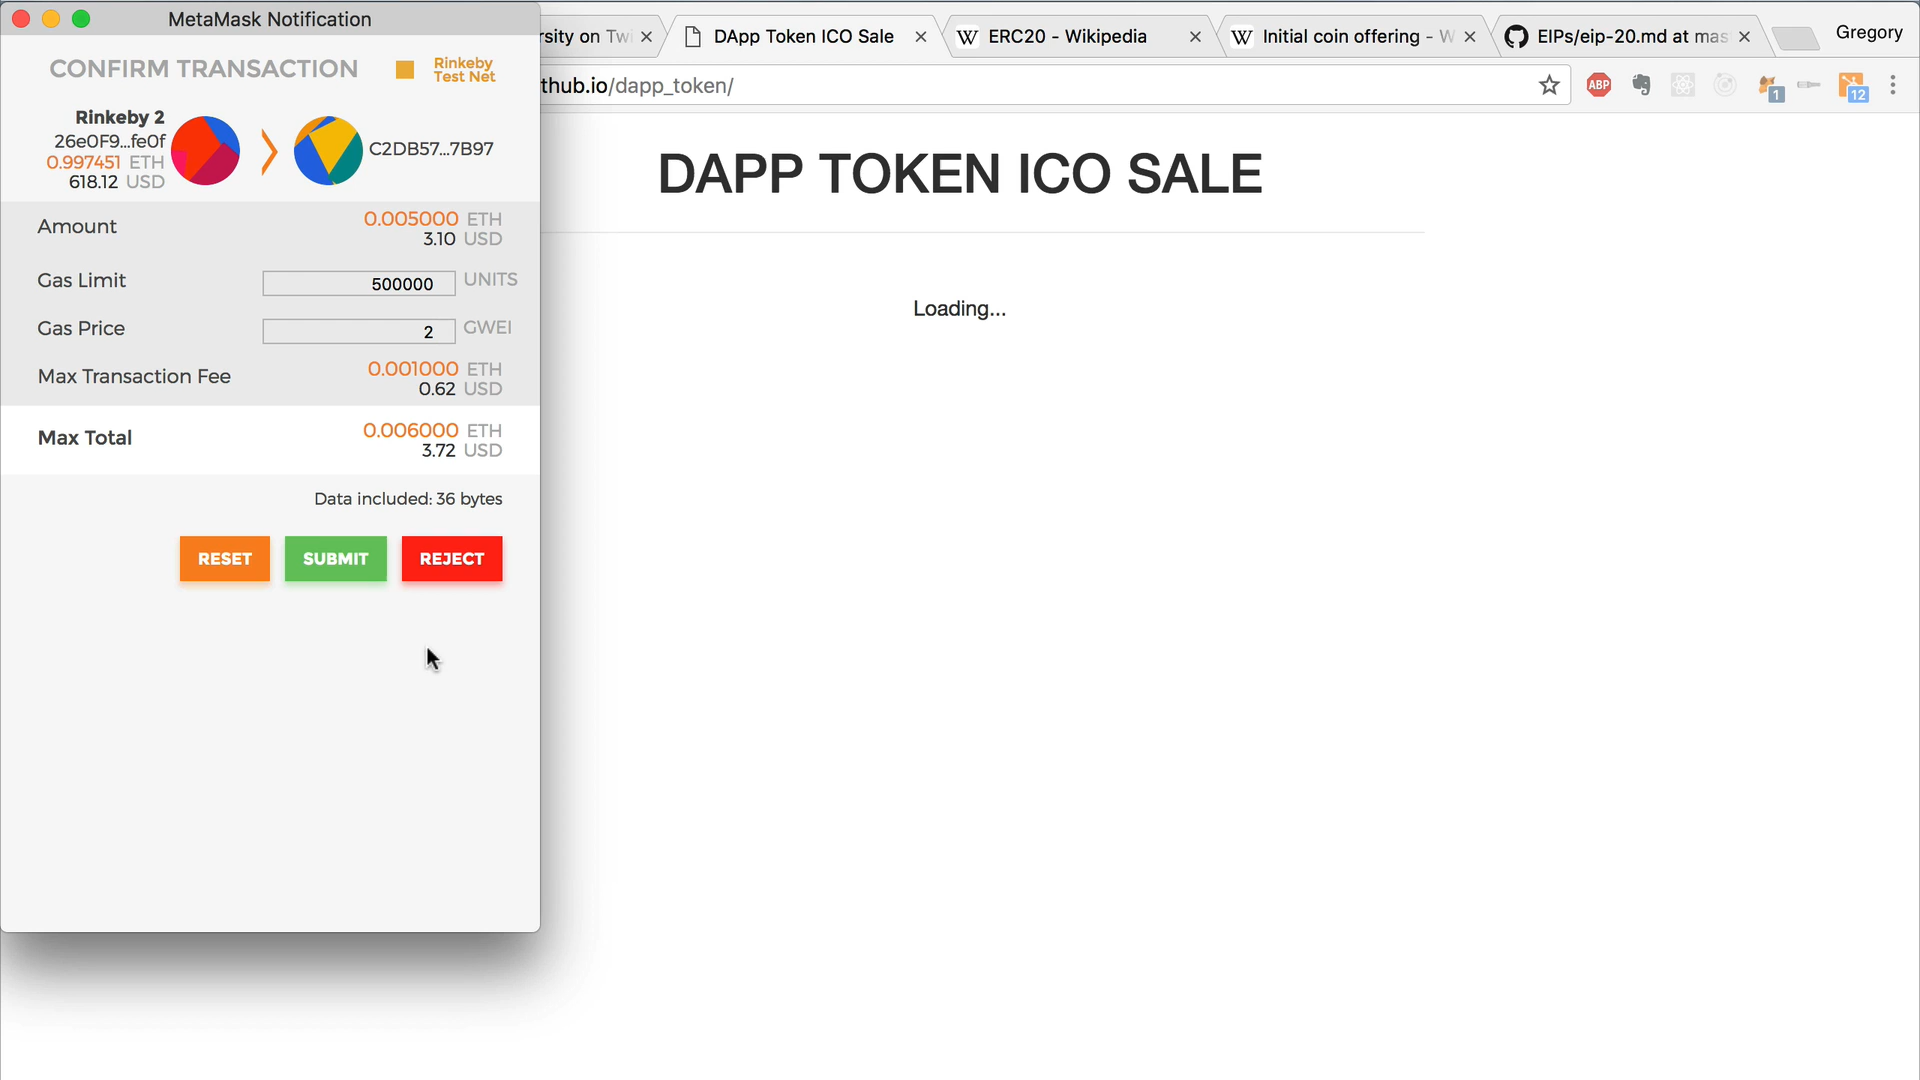 MetaMask Notification
rsity on Twi
DApp Token ICO Sale
ERC20 - Wikipedia
Initial coin offering - W
EIPs/eip-20.md at mas
Gregory
thub.io/dapp_token/
ABP
1
12
CONFIRM TRANSACTION
Rinkeby
Test Net
Rinkeby 2
26e0F9...fe0f
0.997451 ETH
618.12 USD
C2DB57...7B97
Amount
0.005000 ETH
3.10 USD
Gas Limit
500000 UNITS
Gas Price
2 GWEI
Max Transaction Fee
0.001000 ETH
0.62 USD
Max Total
0.006000 ETH
3.72 USD
Data included: 36 bytes
RESET
SUBMIT
REJECT
DAPP TOKEN ICO SALE
Loading...